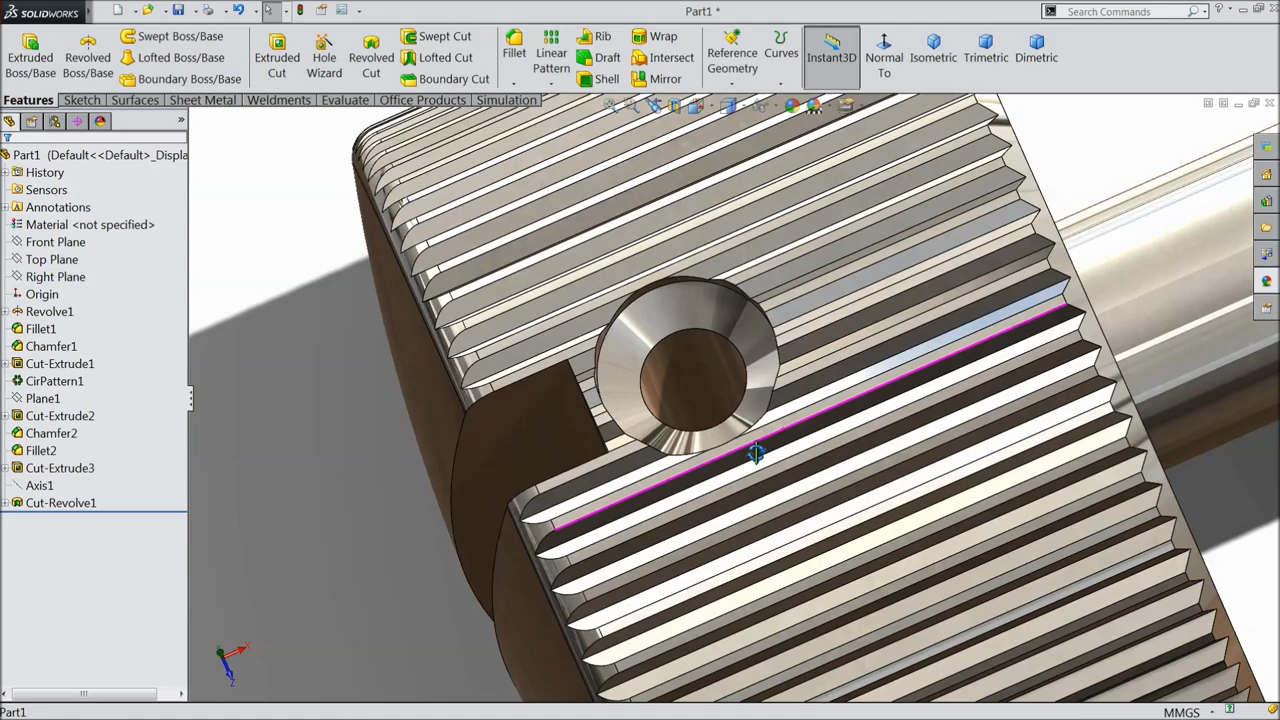 SOLIDWORKS
Part1 *
Search Commands
Extruded Boss/Base
Revolved Boss/Base
Swept Boss/Base
Lofted Boss/Base
Boundary Boss/Base
Extruded Cut
Hole Wizard
Revolved Cut
Swept Cut
Lofted Cut
Boundary Cut
Fillet
Linear Pattern
Rib
Draft
Shell
Wrap
Intersect
Mirror
Reference Geometry
Curves
Instant3D
Normal To
Isometric
Trimetric
Dimetric
Features
Sketch
Surfaces
Sheet Metal
Weldments
Evaluate
Office Products
Simulation
Part1 (Default<<Default>_Displa
History
Sensors
Annotations
Material <not specified>
Front Plane
Top Plane
Right Plane
Origin
Revolve1
Fillet1
Chamfer1
Cut-Extrude1
CirPattern1
Plane1
Cut-Extrude2
Chamfer2
Fillet2
Cut-Extrude3
Axis1
Cut-Revolve1
X
Z
Part1
MMGS